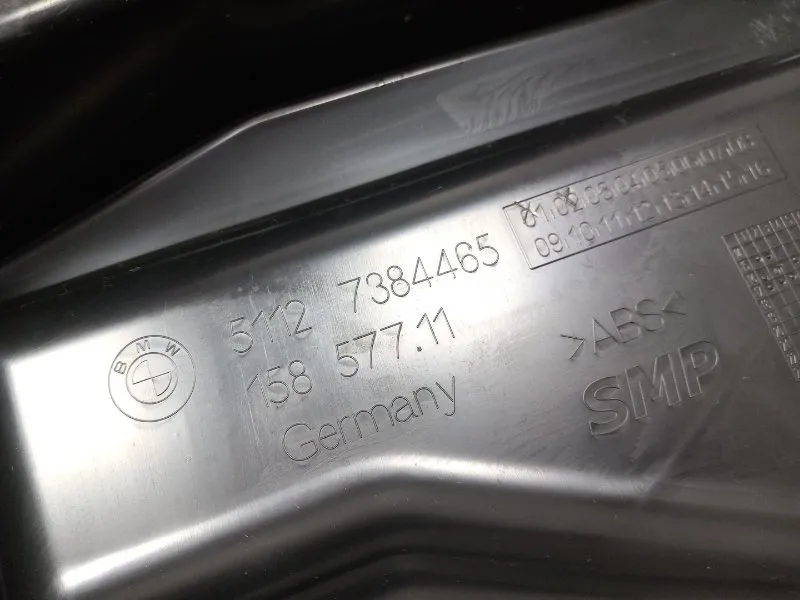 01.02.03.04.05.06.07.08
09.10.11.12.13.14.15.16
BMW
5112 7384465
158 577.11
Germany
>ABS<
SMP